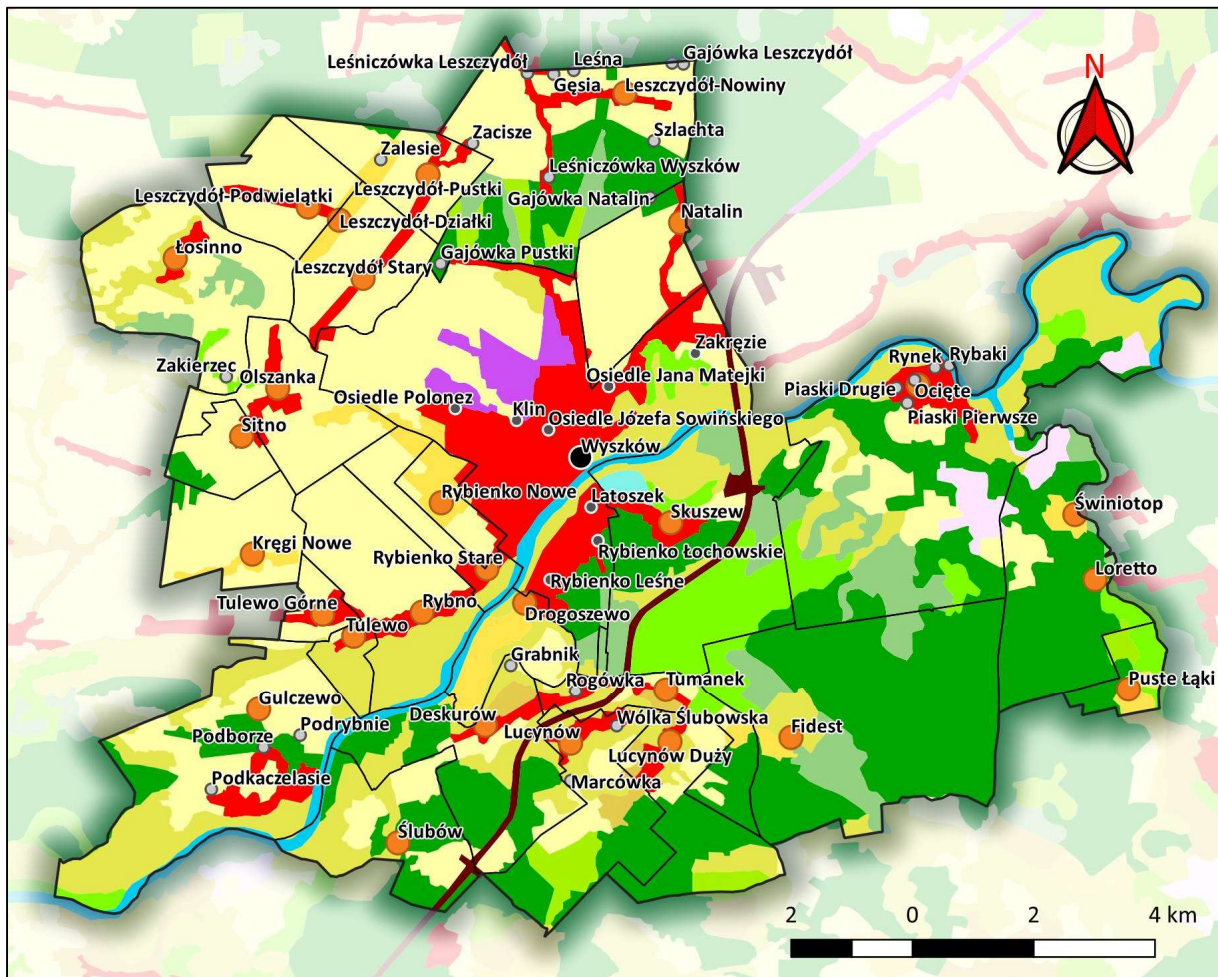 N
Leśniczówka Leszczydół
Leśna
Gajówka Leszczydół
Gęsia
Leszczydół-Nowiny
Zacisze
Szlachta
Zalesie
Leśniczówka Wyszków
Leszczydół-Pustki
Leszczydół-Podwielątki
Gajówka Natalin
Natalin
Leszczydół-Działki
Łosinno
Gajówka Pustki
Leszczydół Stary
Zakręzie
Rynek
Rybaki
Zakierzec
Olszanka
Osiedle Jana Matejki
Piaski Drugie
Ocięte
Osiedle Polonez
Klin
Osiedle Józefa Sowińskiego
Piaski Pierwsze
Sitno
Wyszków
Rybienko Nowe
Latoszek
Skuszew
Świniotop
Kręgi Nowe
Rybienko Stare
Rybienko Łochowskie
Loretto
Rybienko Leśne
Tulewo Górne
Rybno
Drogoszewo
Tulewo
Grabnik
Rogówka
Tumanek
Puste Łąki
Gulczewo
Podrybnie
Deskurów
Wólka Ślubowska
Fidest
Podborze
Lucynów
Lucynów Duży
Podkaczelasie
Marcówka
Ślubów
2 0 2 4 km